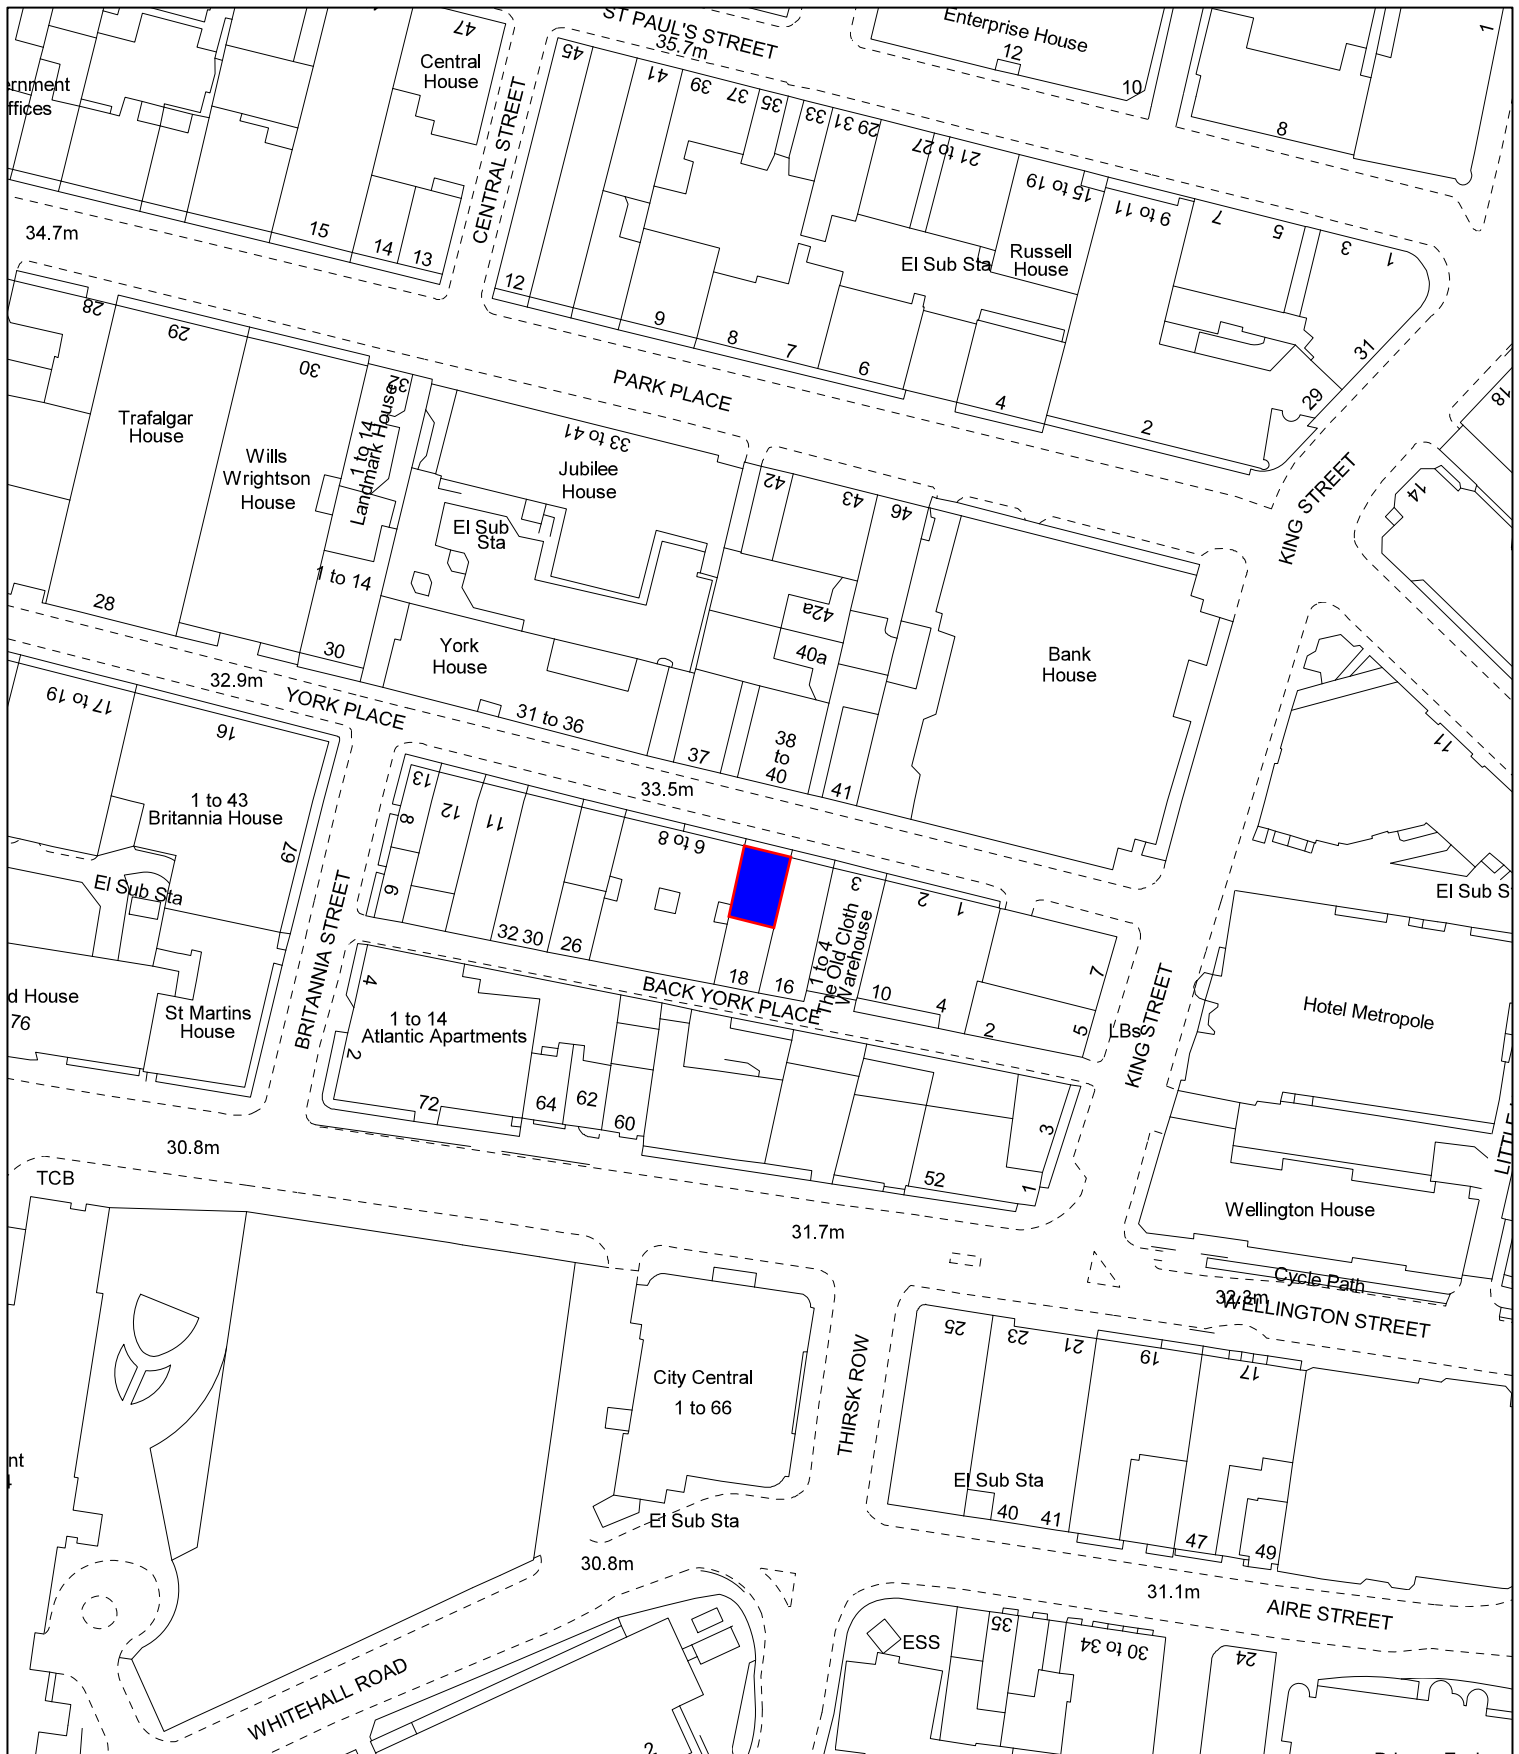 ST PAUL'S STREET
35.7m
Enterprise House
12
10
8
1
47
Central
House
ernment
ffices
CENTRAL STREET
45
41
39
37
35
33
29 31
21 to 27
15 to 19
9 to 11
7
5
3
1
34.7m
15
14
13
12
9
8
7
6
4
2
El Sub Sta
Russell
House
31
29
18
28
29
30
32
PARK PLACE
Trafalgar
House
Wills
Wrightson
House
1 to 14
Landmark House
33 to 41
Jubilee
House
El Sub
Sta
42
43
46
KING STREET
14
1 to 14
28
30
York
House
42a
40a
Bank
House
32.9m
YORK PLACE
31 to 36
37
38
to
40
41
11
17 to 19
16
33.5m
1 to 43
Britannia House
67
13
12
11
8
6
6 to 8
3
2
1
El Sub Sta
El Sub S
BRITANNIA STREET
32 30
26
18
16
1 to 4
The Old Cloth
Warehouse
10
4
2
7
5
BACK YORK PLACE
d House
76
St Martins
House
4
1 to 14
Atlantic Apartments
2
LBs
KING STREET
Hotel Metropole
72
64
62
60
52
3
1
LITTLE
30.8m
TCB
31.7m
Wellington House
Cycle Path
32.3m
WELLINGTON STREET
25
23
21
19
17
City Central
1 to 66
THIRSK ROW
nt
El Sub Sta
40
41
47
49
El Sub Sta
30.8m
31.1m
AIRE STREET
WHITEHALL ROAD
ESS
35
30 to 34
24
2